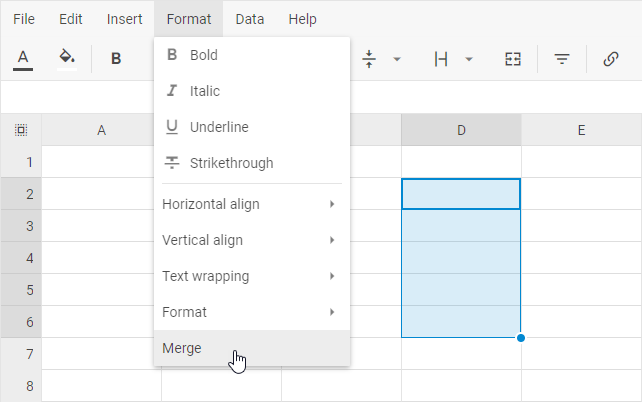 File Edit Insert Format Data Help
A B
B Bold
I Italic
U Underline
Strikethrough
Horizontal align
Vertical align
Text wrapping
Format
Merge
A D E
1
2
3
4
5
6
7
8